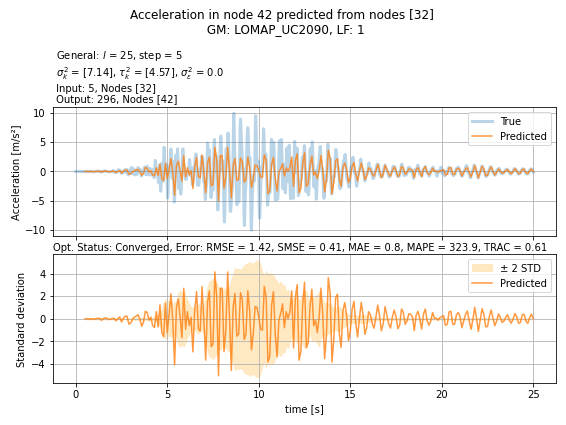 Acceleration in node 42 predicted from nodes [32]
GM: LOMAP_UC2090, LF: 1
General: l = 25, step = 5
σ²ₖ = [7.14], τ²ₖ = [4.57], σ²ε = 0.0
Input: 5, Nodes [32]
Output: 296, Nodes [42]
Acceleration [m/s²]
10
5
0
−5
−10
True
Predicted
Opt. Status: Converged, Error: RMSE = 1.42, SMSE = 0.41, MAE = 0.8, MAPE = 323.9, TRAC = 0.61
Standard deviation
4
2
0
−2
−4
± 2 STD
Predicted
0 5 10 15 20 25
time [s]